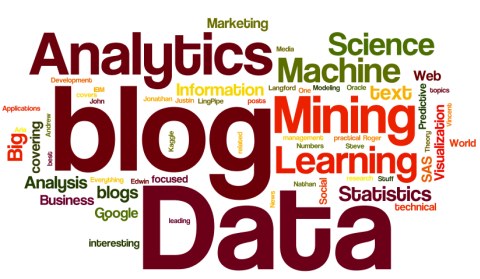 Marketing
Analytics
Media
Science
Machine
Web
Development
IBM
covers
John
Information
Jonathan
Justin
LingPipe
posts
Langford
One
Modeling
Oracle
text
topics
Predictive
Applications
Big
Ads
covering
Andrew
best
blog
Kaggle
related
Mining
management
practical
Roger
Numbers
Steve
Learning
SAS
Theory
Visualization
Vincent
World
Analysis
Everything
Edwin
focused
Business
blogs
Google
leading
interesting
Data
News
Nathan
Social
research
Stuff
Statistics
technical